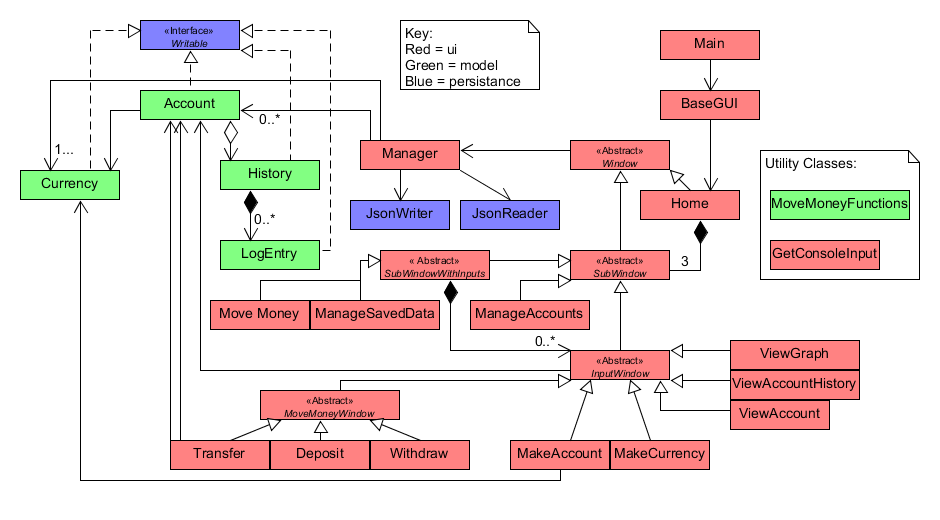 «Interface»
Writable
Key:
Red = ui
Green = model
Blue = persistance
Main
Account
BaseGUI
0..*
1...
Manager
«Abstract»
Window
Utility Classes:
Currency
History
MoveMoneyFunctions
JsonWriter
JsonReader
Home
0..*
LogEntry
GetConsoleInput
« Abstract»
SubWindowWithInputs
«Abstract»
SubWindow
3
Move Money
ManageSavedData
ManageAccounts
0..*
«Abstract»
InputWindow
ViewGraph
ViewAccountHistory
ViewAccount
«Abstract»
MoveMoneyWindow
Transfer
Deposit
Withdraw
MakeAccount
MakeCurrency